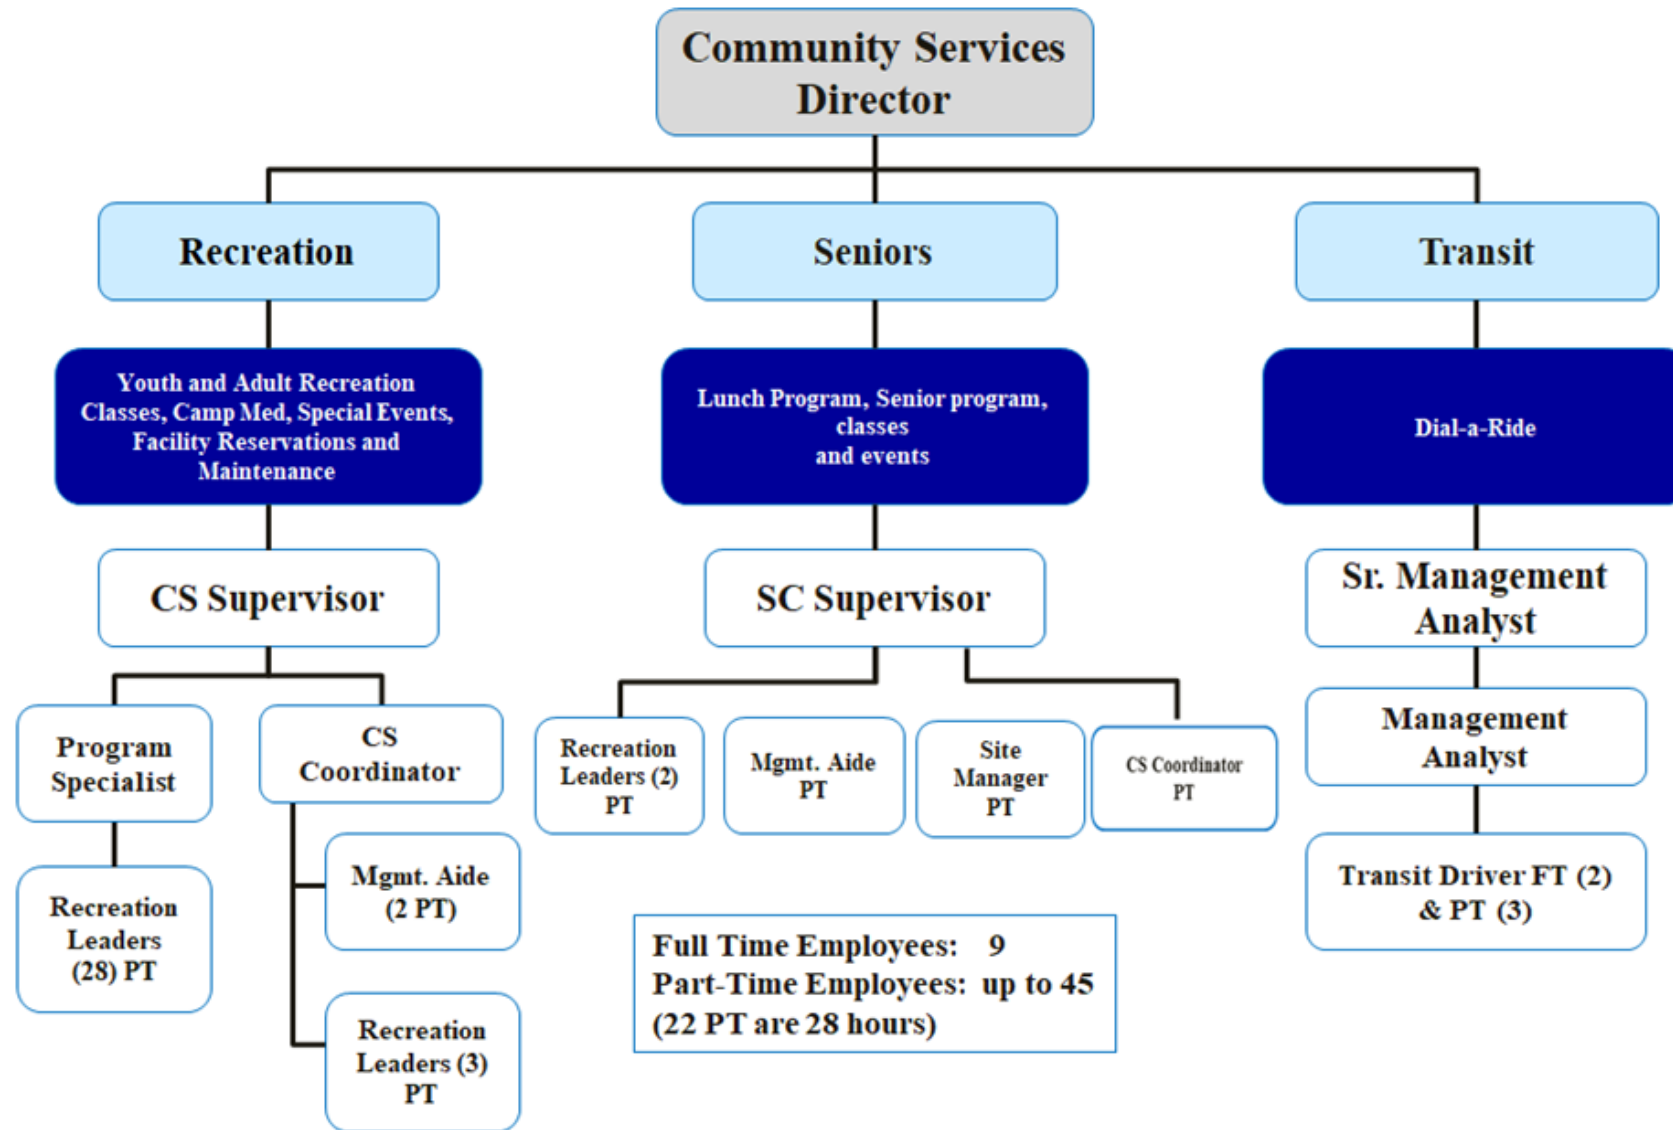 Community Services
Director
Recreation
Seniors
Transit
Youth and Adult Recreation
Classes, Camp Med, Special Events,
Facility Reservations and
Maintenance
Lunch Program, Senior program,
classes
and events
Dial-a-Ride
CS Supervisor
SC Supervisor
Sr. Management
Analyst
Program
Specialist
CS
Coordinator
Recreation
Leaders (2)
PT
Mgmt. Aide
PT
Site
Manager
PT
CS Coordinator
PT
Management
Analyst
Recreation
Leaders
(28) PT
Mgmt. Aide
(2 PT)
Recreation
Leaders (3)
PT
Transit Driver FT (2)
& PT (3)
Full Time Employees: 9
Part-Time Employees: up to 45
(22 PT are 28 hours)